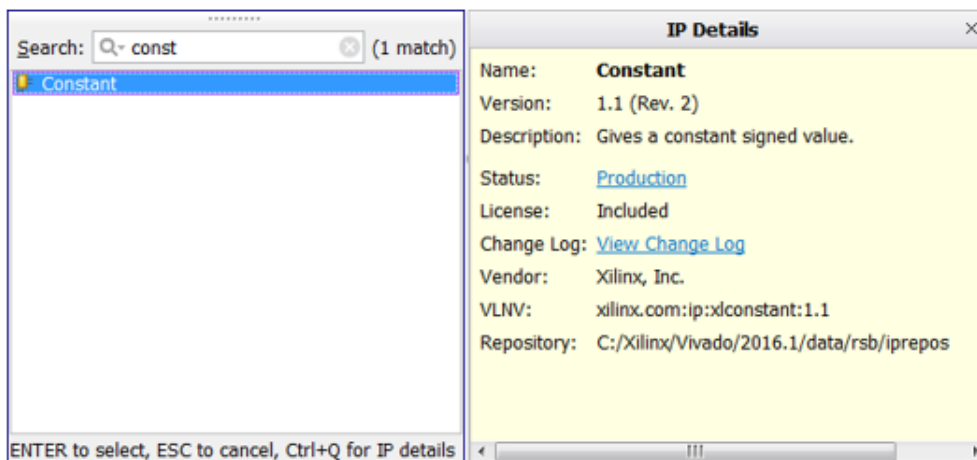 Search: const (1 match)
Constant
ENTER to select, ESC to cancel, Ctrl+Q for IP details
IP Details
Name: Constant
Version: 1.1 (Rev. 2)
Description: Gives a constant signed value.
Status: Production
License: Included
Change Log: View Change Log
Vendor: Xilinx, Inc.
VLNV: xilinx.com:ip:xlconstant:1.1
Repository: C:/Xilinx/Vivado/2016.1/data/rsb/iprepos